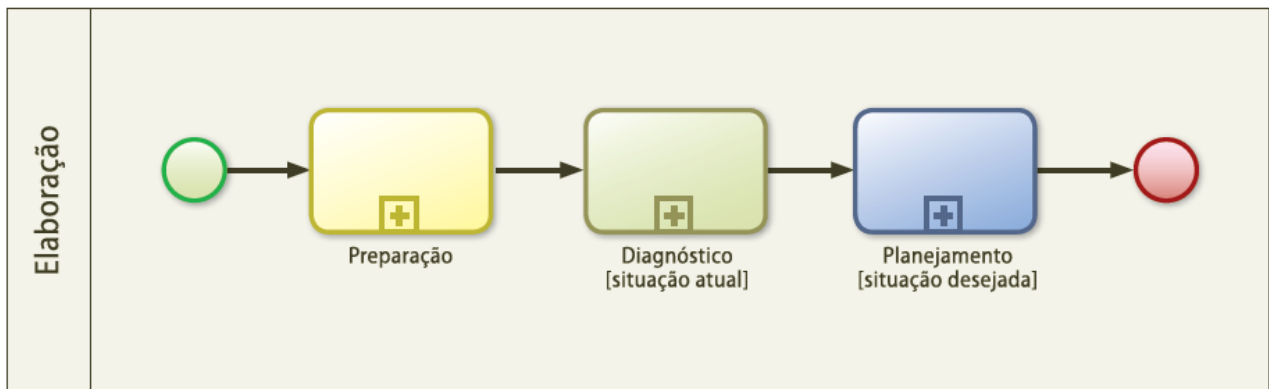 Elaboração
Preparação
Diagnóstico
[situação atual]
Planejamento
[situação desejada]